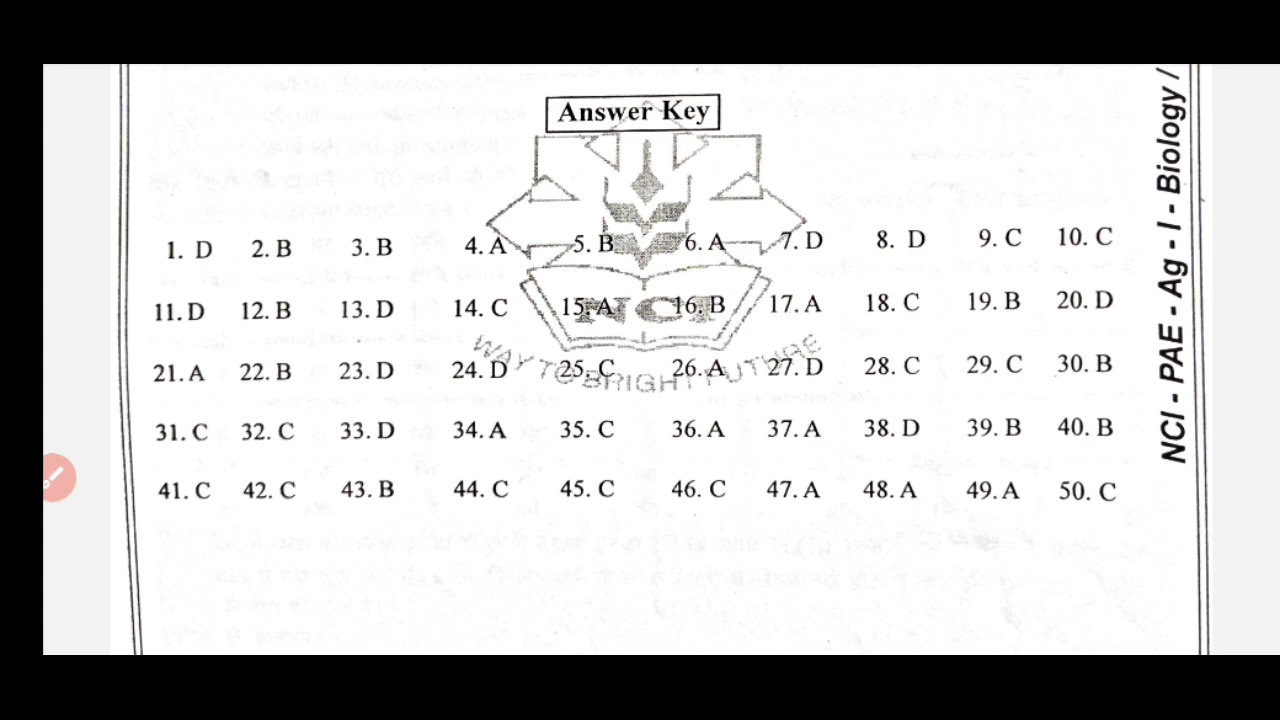 Answer Key
1. D 2. B 3. B 4. A 5. B 6. A 7. D 8. D 9. C 10. C
11. D 12. B 13. D 14. C 15. A 16. B 17. A 18. C 19. B 20. D
NCI
21. A 22. B 23. D 24. D 25. C 26. A 27. D 28. C 29. C 30. B
WAY TO BRIGHT FUTURE
31. C 32. C 33. D 34. A 35. C 36. A 37. A 38. D 39. B 40. B
41. C 42. C 43. B 44. C 45. C 46. C 47. A 48. A 49. A 50. C
NCI - PAE - Ag - I - Biology /